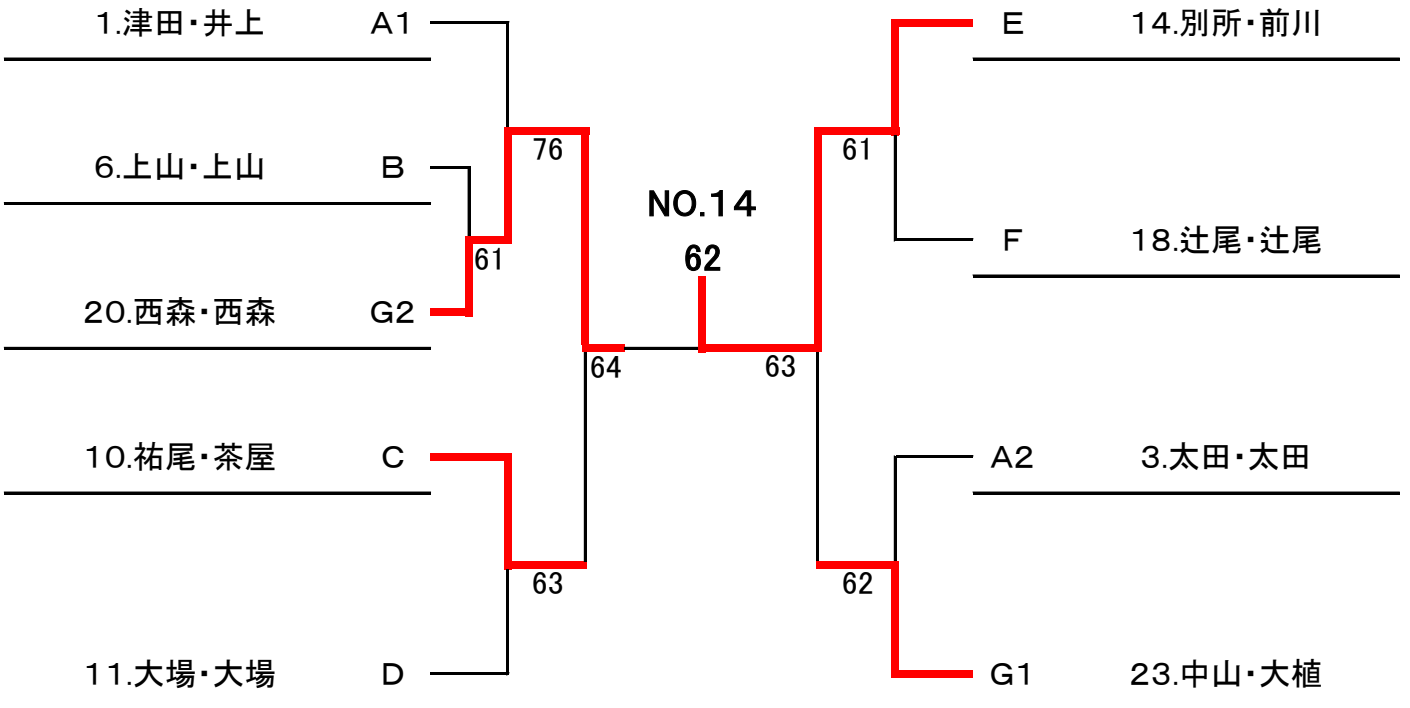 1.津田・井上 A1
76
6.上山・上山 B
61
20.西森・西森 G2
64
10.祐尾・茶屋 C
63
11.大場・大場 D
NO.14
62
E 14.別所・前川
61
F 18.辻尾・辻尾
63
A2 3.太田・太田
62
G1 23.中山・大植